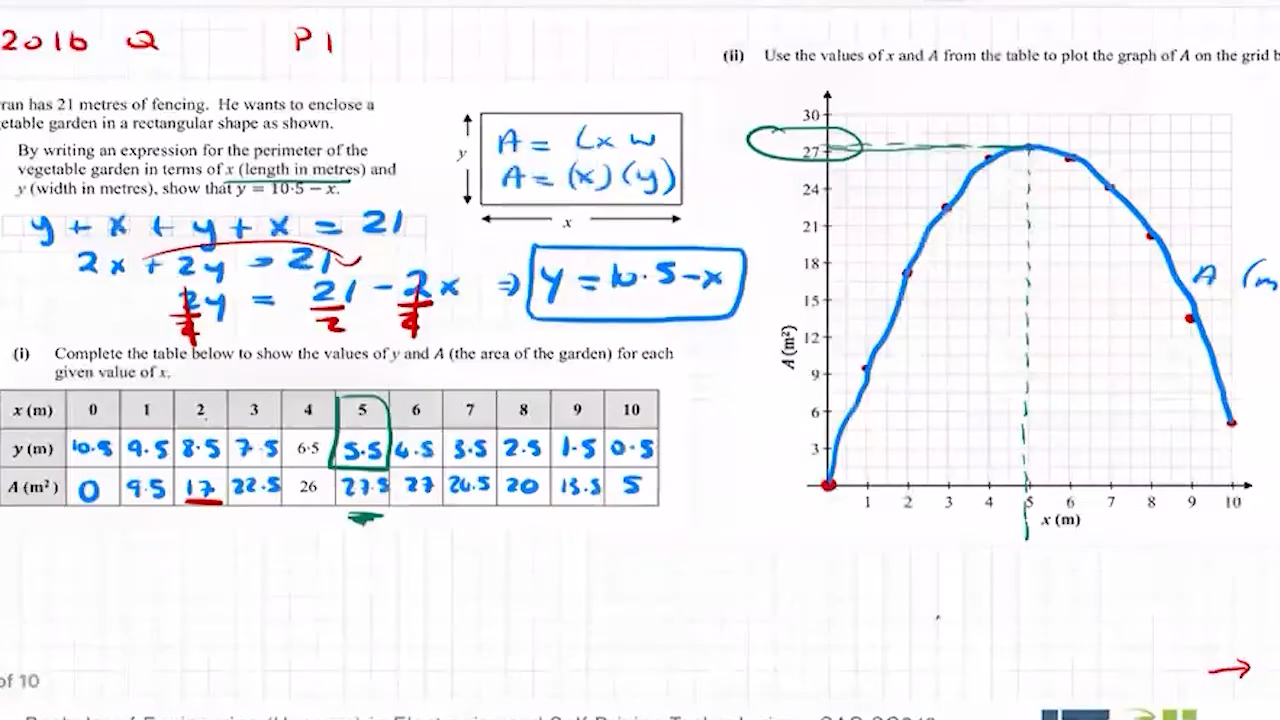 2016 Q P1
rran has 21 metres of fencing. He wants to enclose a
getable garden in a rectangular shape as shown.
By writing an expression for the perimeter of the
vegetable garden in terms of x (length in metres) and
y (width in metres), show that y = 10·5 − x.
y
A = L x w
A = (x)(y)
x
y + x + y + x = 21
2x + 2y = 21
2y = 21 − 2x ⇒ y = 10.5 − x
2 2 2
(i) Complete the table below to show the values of y and A (the area of the garden) for each
given value of x.
x (m) 0 1 2 3 4 5 6 7 8 9 10
y (m) 10.5 9.5 8.5 7.5 6·5 5.5 4.5 3.5 2.5 1.5 0.5
A (m²) 0 9.5 17 22.5 26 27.5 27 24.5 20 13.5 5
(ii) Use the values of x and A from the table to plot the graph of A on the grid b
30
27
24
21
18
15
12
9
6
3
A (m²)
A (m
1 2 3 4 5 6 7 8 9 10
x (m)
of 10